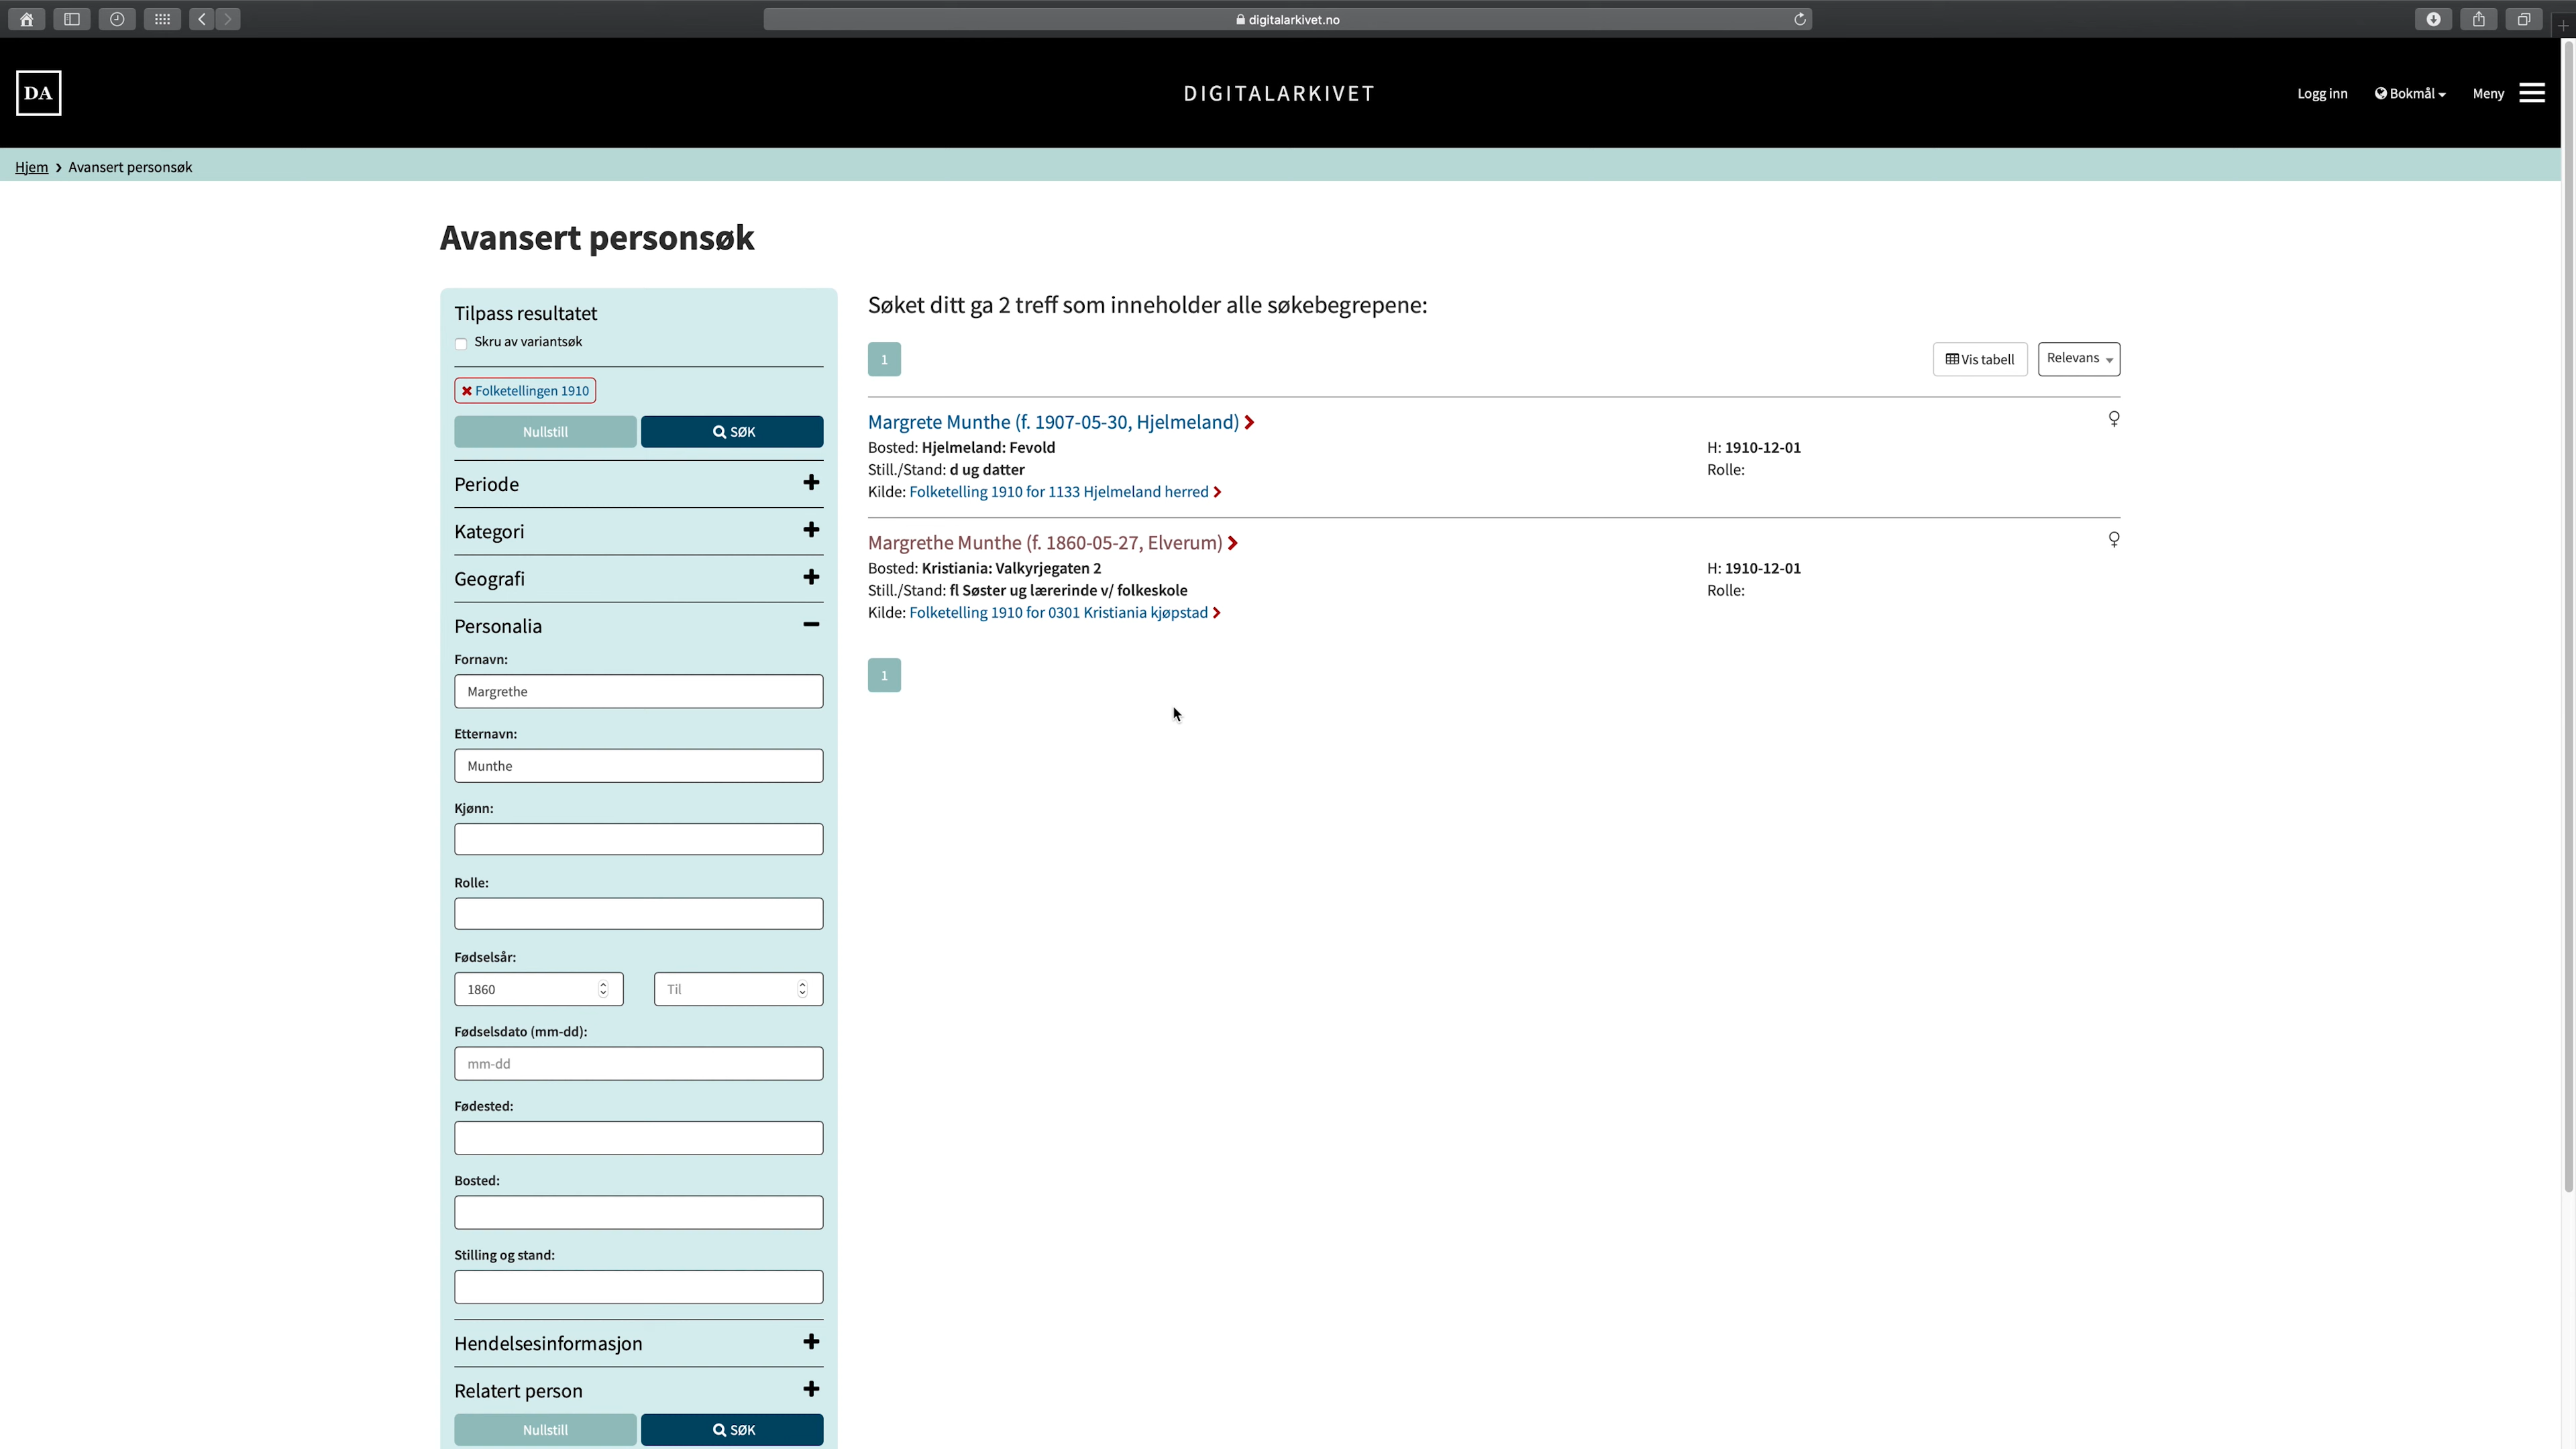 digitalarkivet.no
DA
DIGITALARKIVET
Logg inn
Bokmål
Meny
Hjem
Avansert personsøk
Avansert personsøk
Tilpass resultatet
Skru av variantsøk
Folketellingen 1910
Nullstill
SØK
Periode
Kategori
Geografi
Personalia
Fornavn:
Margrethe
Etternavn:
Munthe
Kjønn:
Rolle:
Fødselsår:
1860
Til
Fødselsdato (mm-dd):
mm-dd
Fødested:
Bosted:
Stilling og stand:
Hendelsesinformasjon
Relatert person
Nullstill
SØK
Søket ditt ga 2 treff som inneholder alle søkebegrepene:
1
Vis tabell
Relevans
Margrete Munthe (f. 1907-05-30, Hjelmeland)
Bosted: Hjelmeland: Fevold
H: 1910-12-01
Still./Stand: d ug datter
Rolle:
Kilde: Folketelling 1910 for 1133 Hjelmeland herred
Margrethe Munthe (f. 1860-05-27, Elverum)
Bosted: Kristiania: Valkyrjegaten 2
H: 1910-12-01
Still./Stand: fl Søster ug lærerinde v/ folkeskole
Rolle:
Kilde: Folketelling 1910 for 0301 Kristiania kjøpstad
1